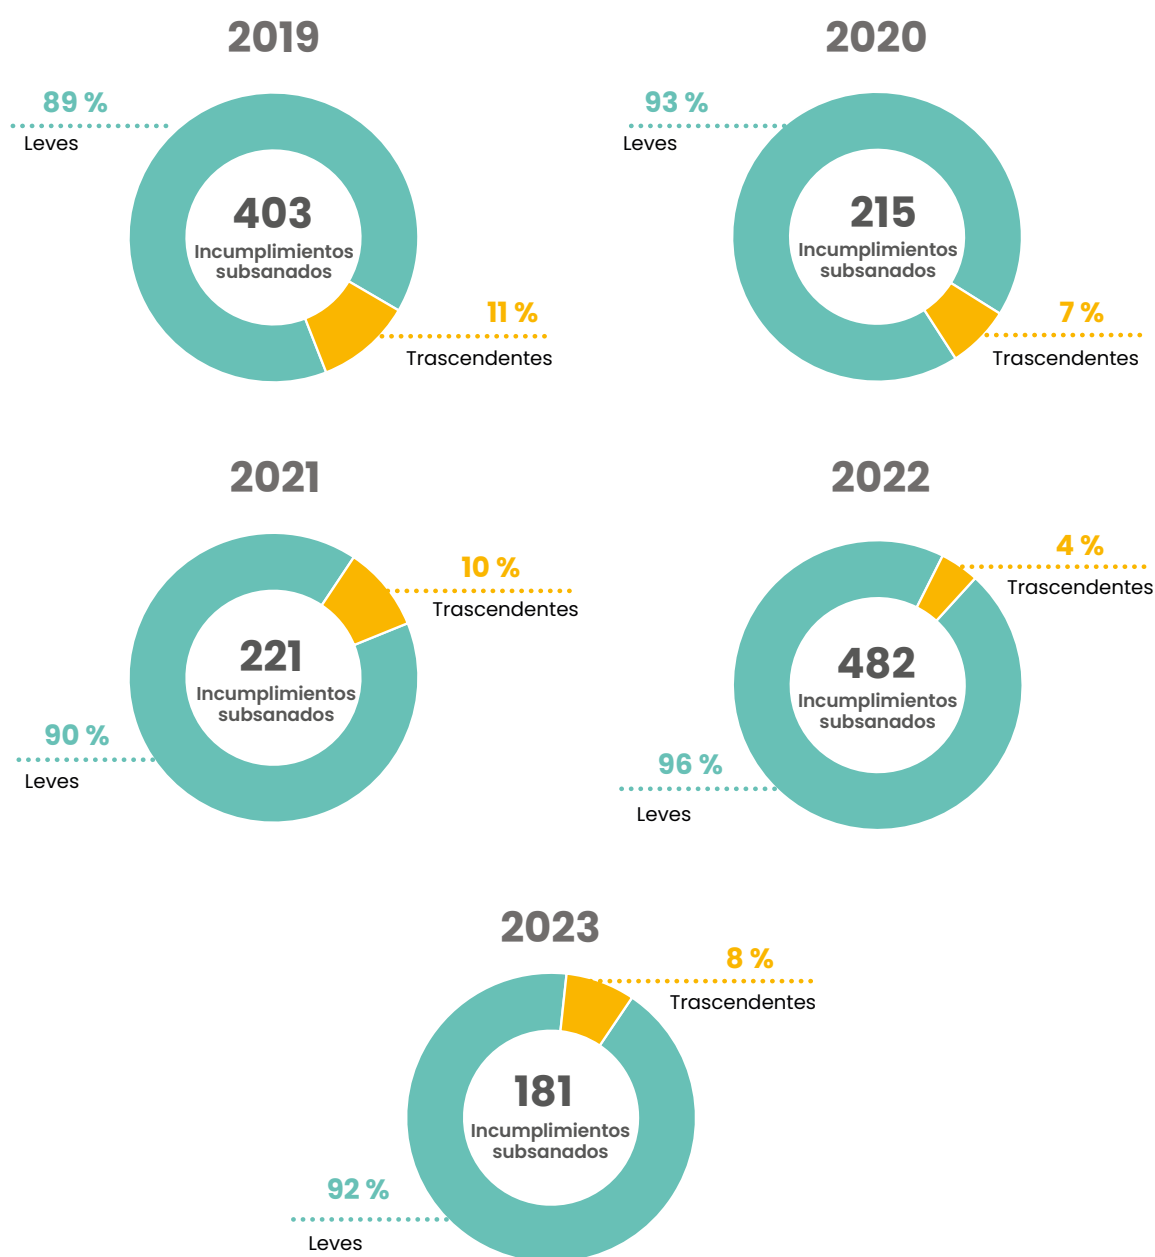 2019
89 %
Leves
403
Incumplimientos
subsanados
11 %
Trascendentes
2020
93 %
Leves
215
Incumplimientos
subsanados
7 %
Trascendentes
2021
10 %
Trascendentes
221
Incumplimientos
subsanados
90 %
Leves
2022
4 %
Trascendentes
482
Incumplimientos
subsanados
96 %
Leves
2023
8 %
Trascendentes
181
Incumplimientos
subsanados
92 %
Leves